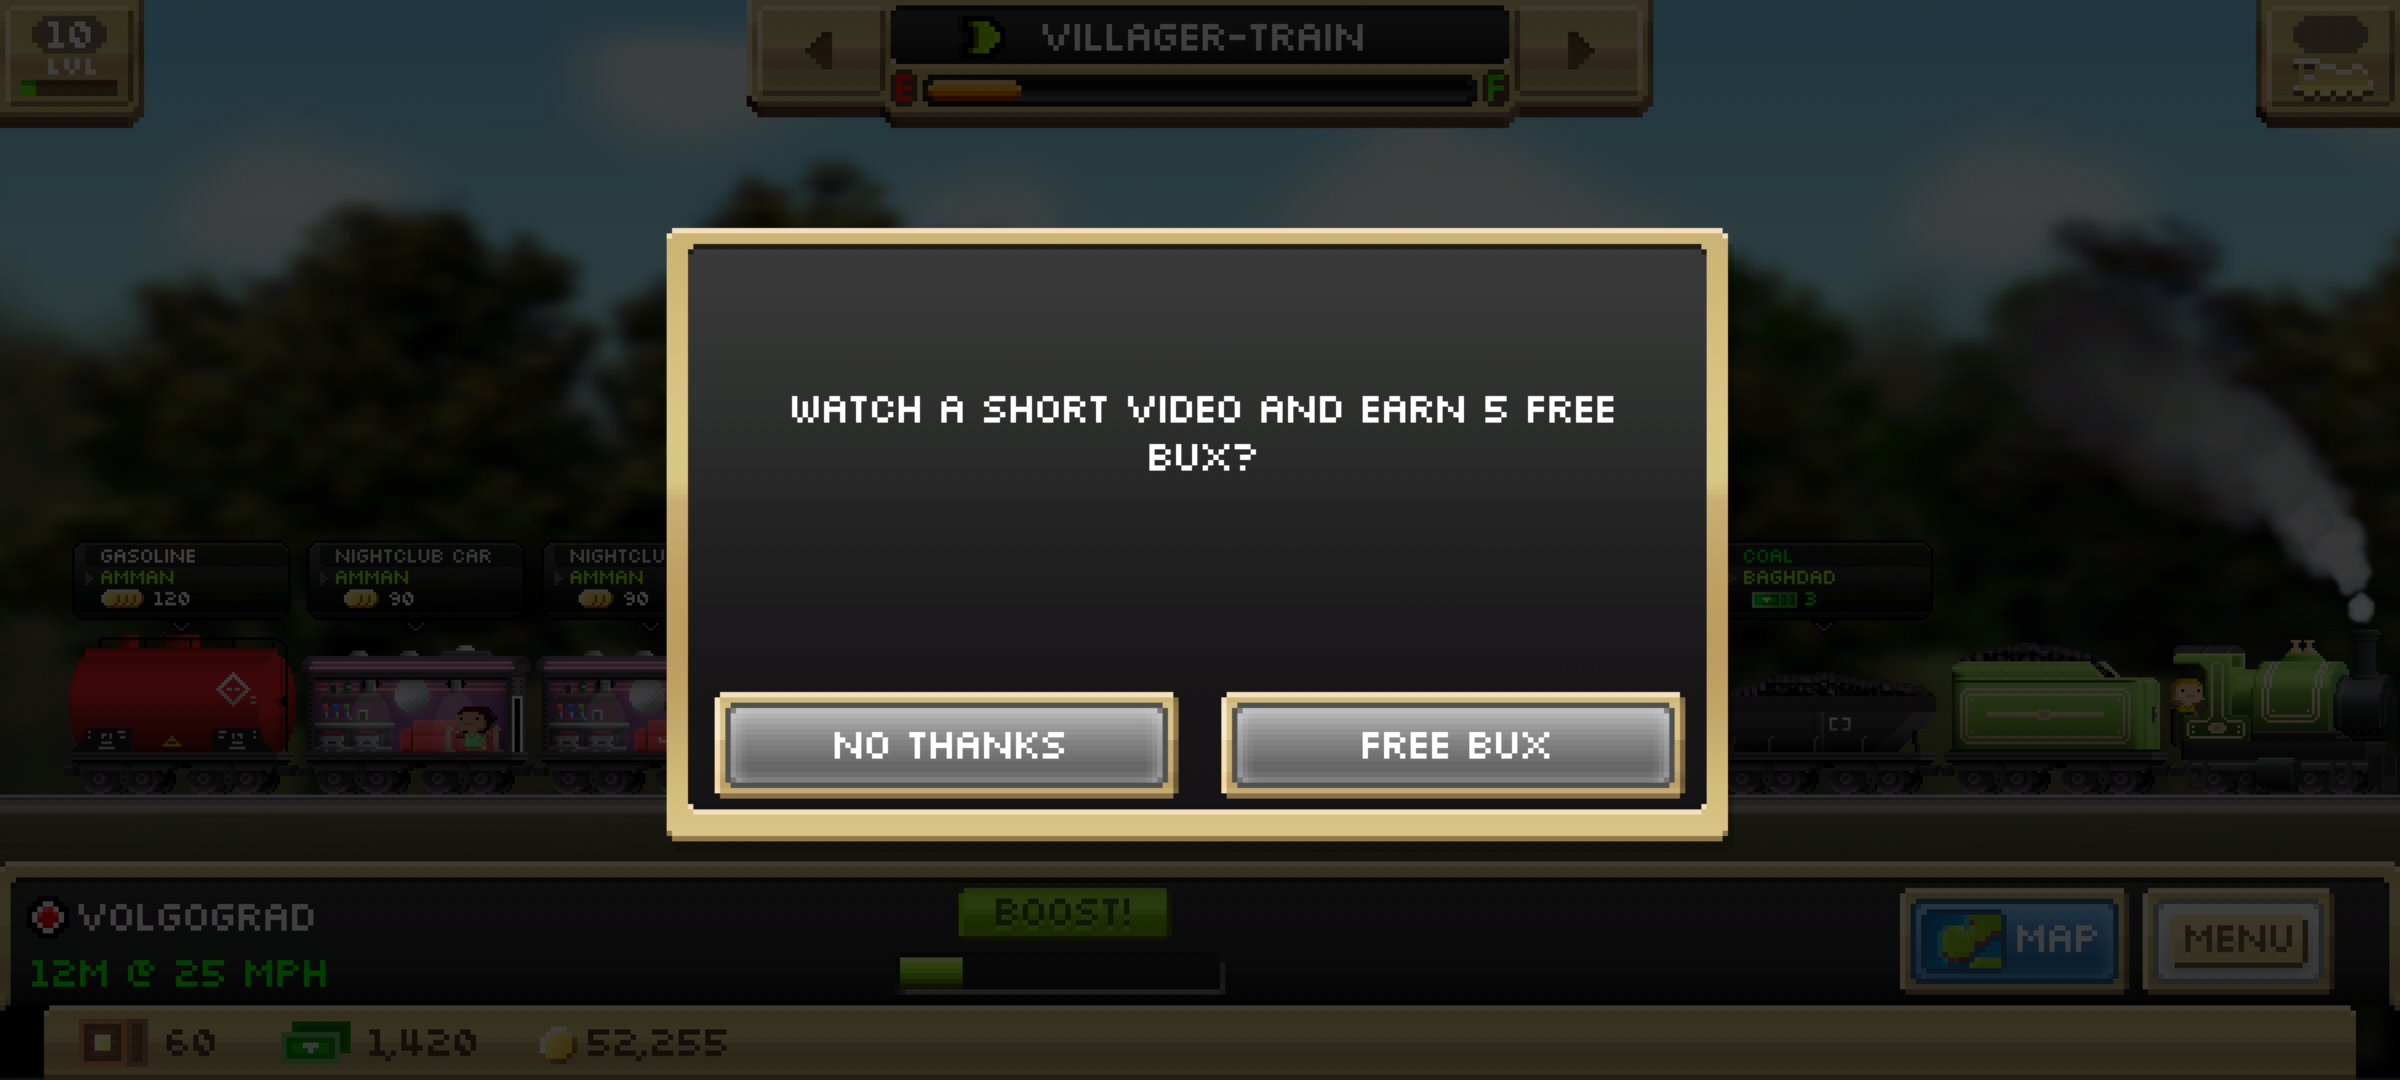 10
LVL
VILLAGER-TRAIN
E F
WATCH A SHORT VIDEO AND EARN 5 FREE
BUX?
GASOLINE
AMMAN
120
NIGHTCLUB CAR
AMMAN
90
NIGHTCLU
AMMAN
90
COAL
BAGHDAD
3
NO THANKS
FREE BUX
VOLGOGRAD
12M @ 25 MPH
BOOST!
MAP
MENU
60
1,420
52,255